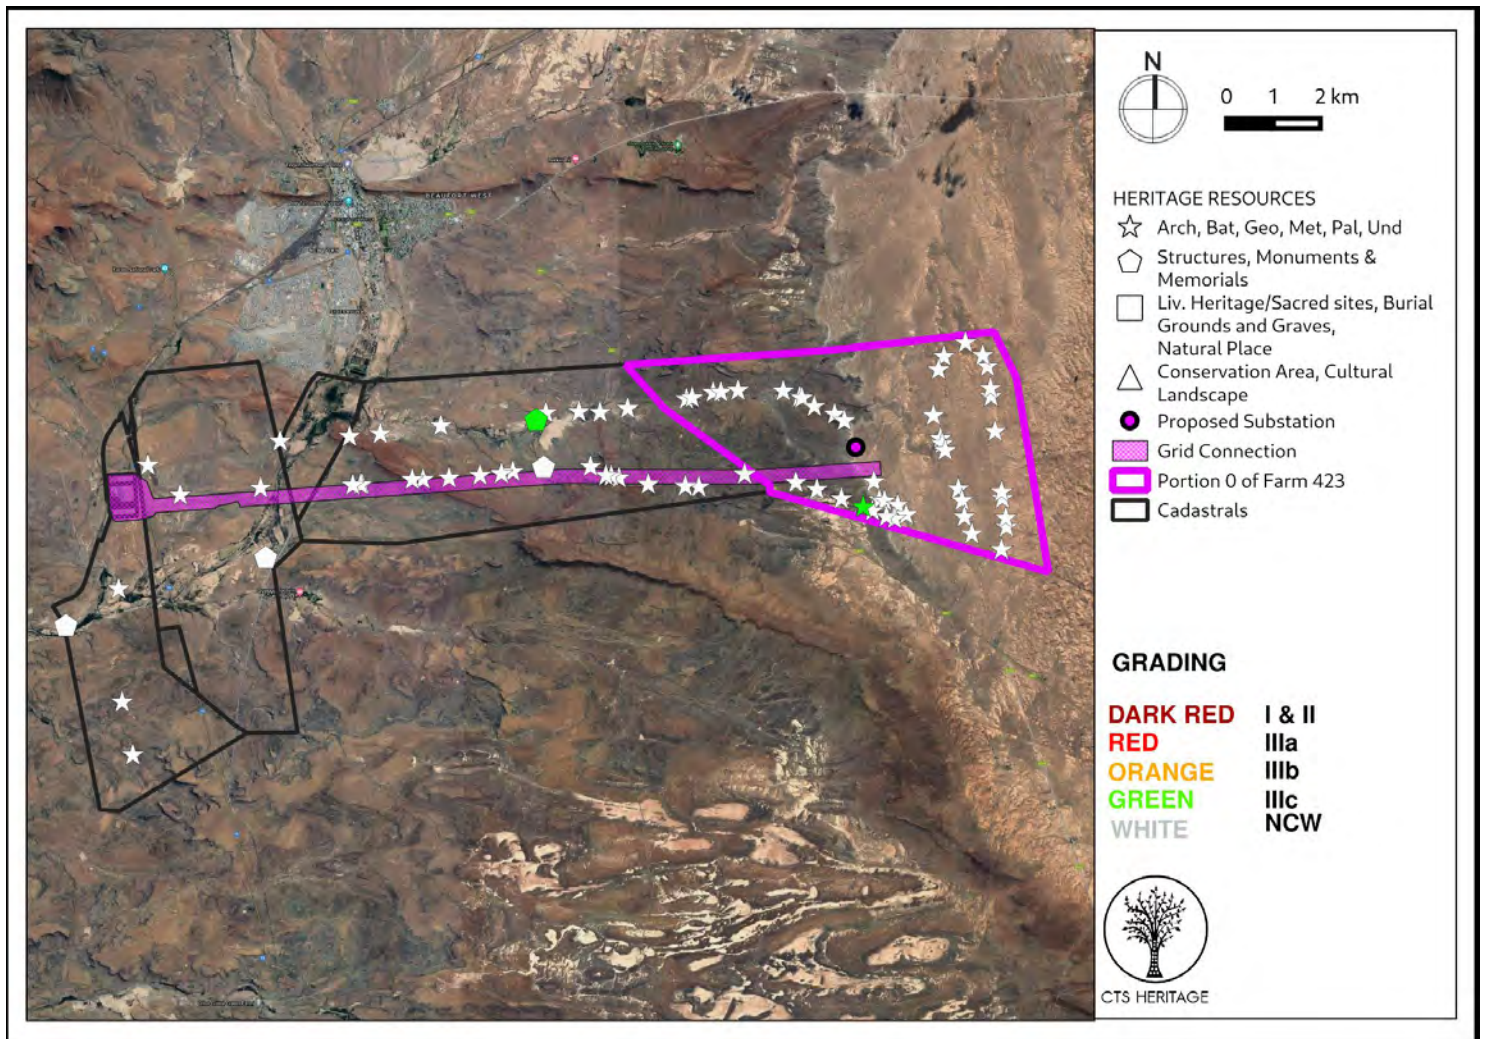 N
0 1 2 km
HERITAGE RESOURCES
Arch, Bat, Geo, Met, Pal, Und
Structures, Monuments &
Memorials
Liv. Heritage/Sacred sites, Burial
Grounds and Graves,
Natural Place
Conservation Area, Cultural
Landscape
Proposed Substation
Grid Connection
Portion 0 of Farm 423
Cadastrals
GRADING
DARK RED I & II
RED IIIa
ORANGE IIIb
GREEN IIIc
WHITE NCW
CTS HERITAGE
BEAUFORT WEST